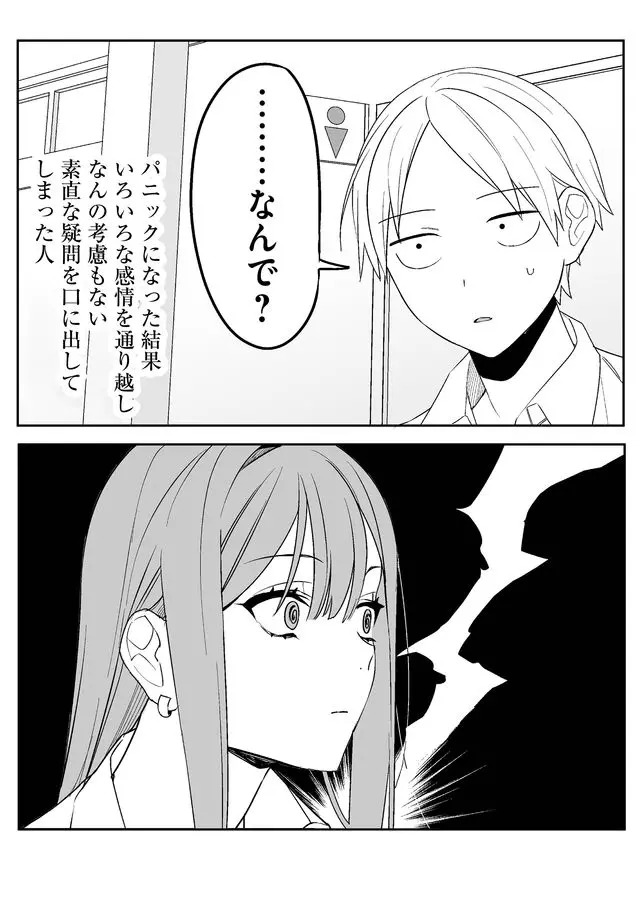 ………なんで?
パニックになった結果
いろいろな感情を通り越し
なんの考慮もない
素直な疑問を口に出して
しまった人